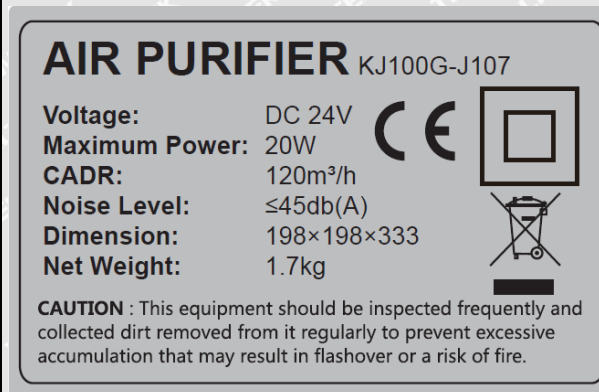 AIR PURIFIER KJ100G-J107
Voltage: DC 24V
Maximum Power: 20W
CADR: 120m³/h
Noise Level: ≤45db(A)
Dimension: 198×198×333
Net Weight: 1.7kg
CE
CAUTION : This equipment should be inspected frequently and
collected dirt removed from it regularly to prevent excessive
accumulation that may result in flashover or a risk of fire.